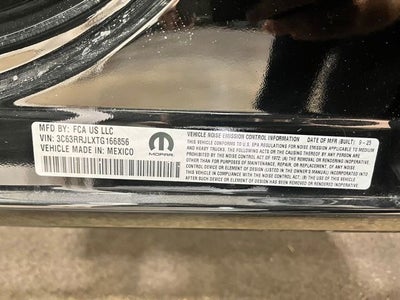 MFD BY: FCA US LLC
VIN: 3C63RRJLXTG166856
VEHICLE MADE IN: MEXICO
MOPAR
VEHICLE NOISE EMISSION CONTROL INFORMATION DATE OF MFR (BUILT): 9 - 25
THIS VEHICLE CONFORMS TO U.S. EPA REGULATIONS FOR NOISE EMISSION APPLICABLE TO MEDIUM
AND HEAVY TRUCKS. THE FOLLOWING ACTS OR THE CAUSING THEREOF BY ANY PERSON ARE
PROHIBITED BY THE NOISE CONTROL ACT OF 1972: (A) THE REMOVAL OR RENDERING INOPERATIVE
OTHER THAN FOR PURPOSES OF MAINTENANCE, REPAIR, OR REPLACEMENT, OF ANY NOISE CONTROL
DEVICE OR ELEMENT OF DESIGN (LISTED IN THE OWNER'S MANUAL) INCORPORATED INTO
THIS VEHICLE IN COMPLIANCE WITH THE NOISE CONTROL ACT; (B) THE USE OF THIS VEHICLE
AFTER SUCH DEVICE OR ELEMENT OF DESIGN HAS BEEN REMOVED OR RENDERED INOPERATIVE.